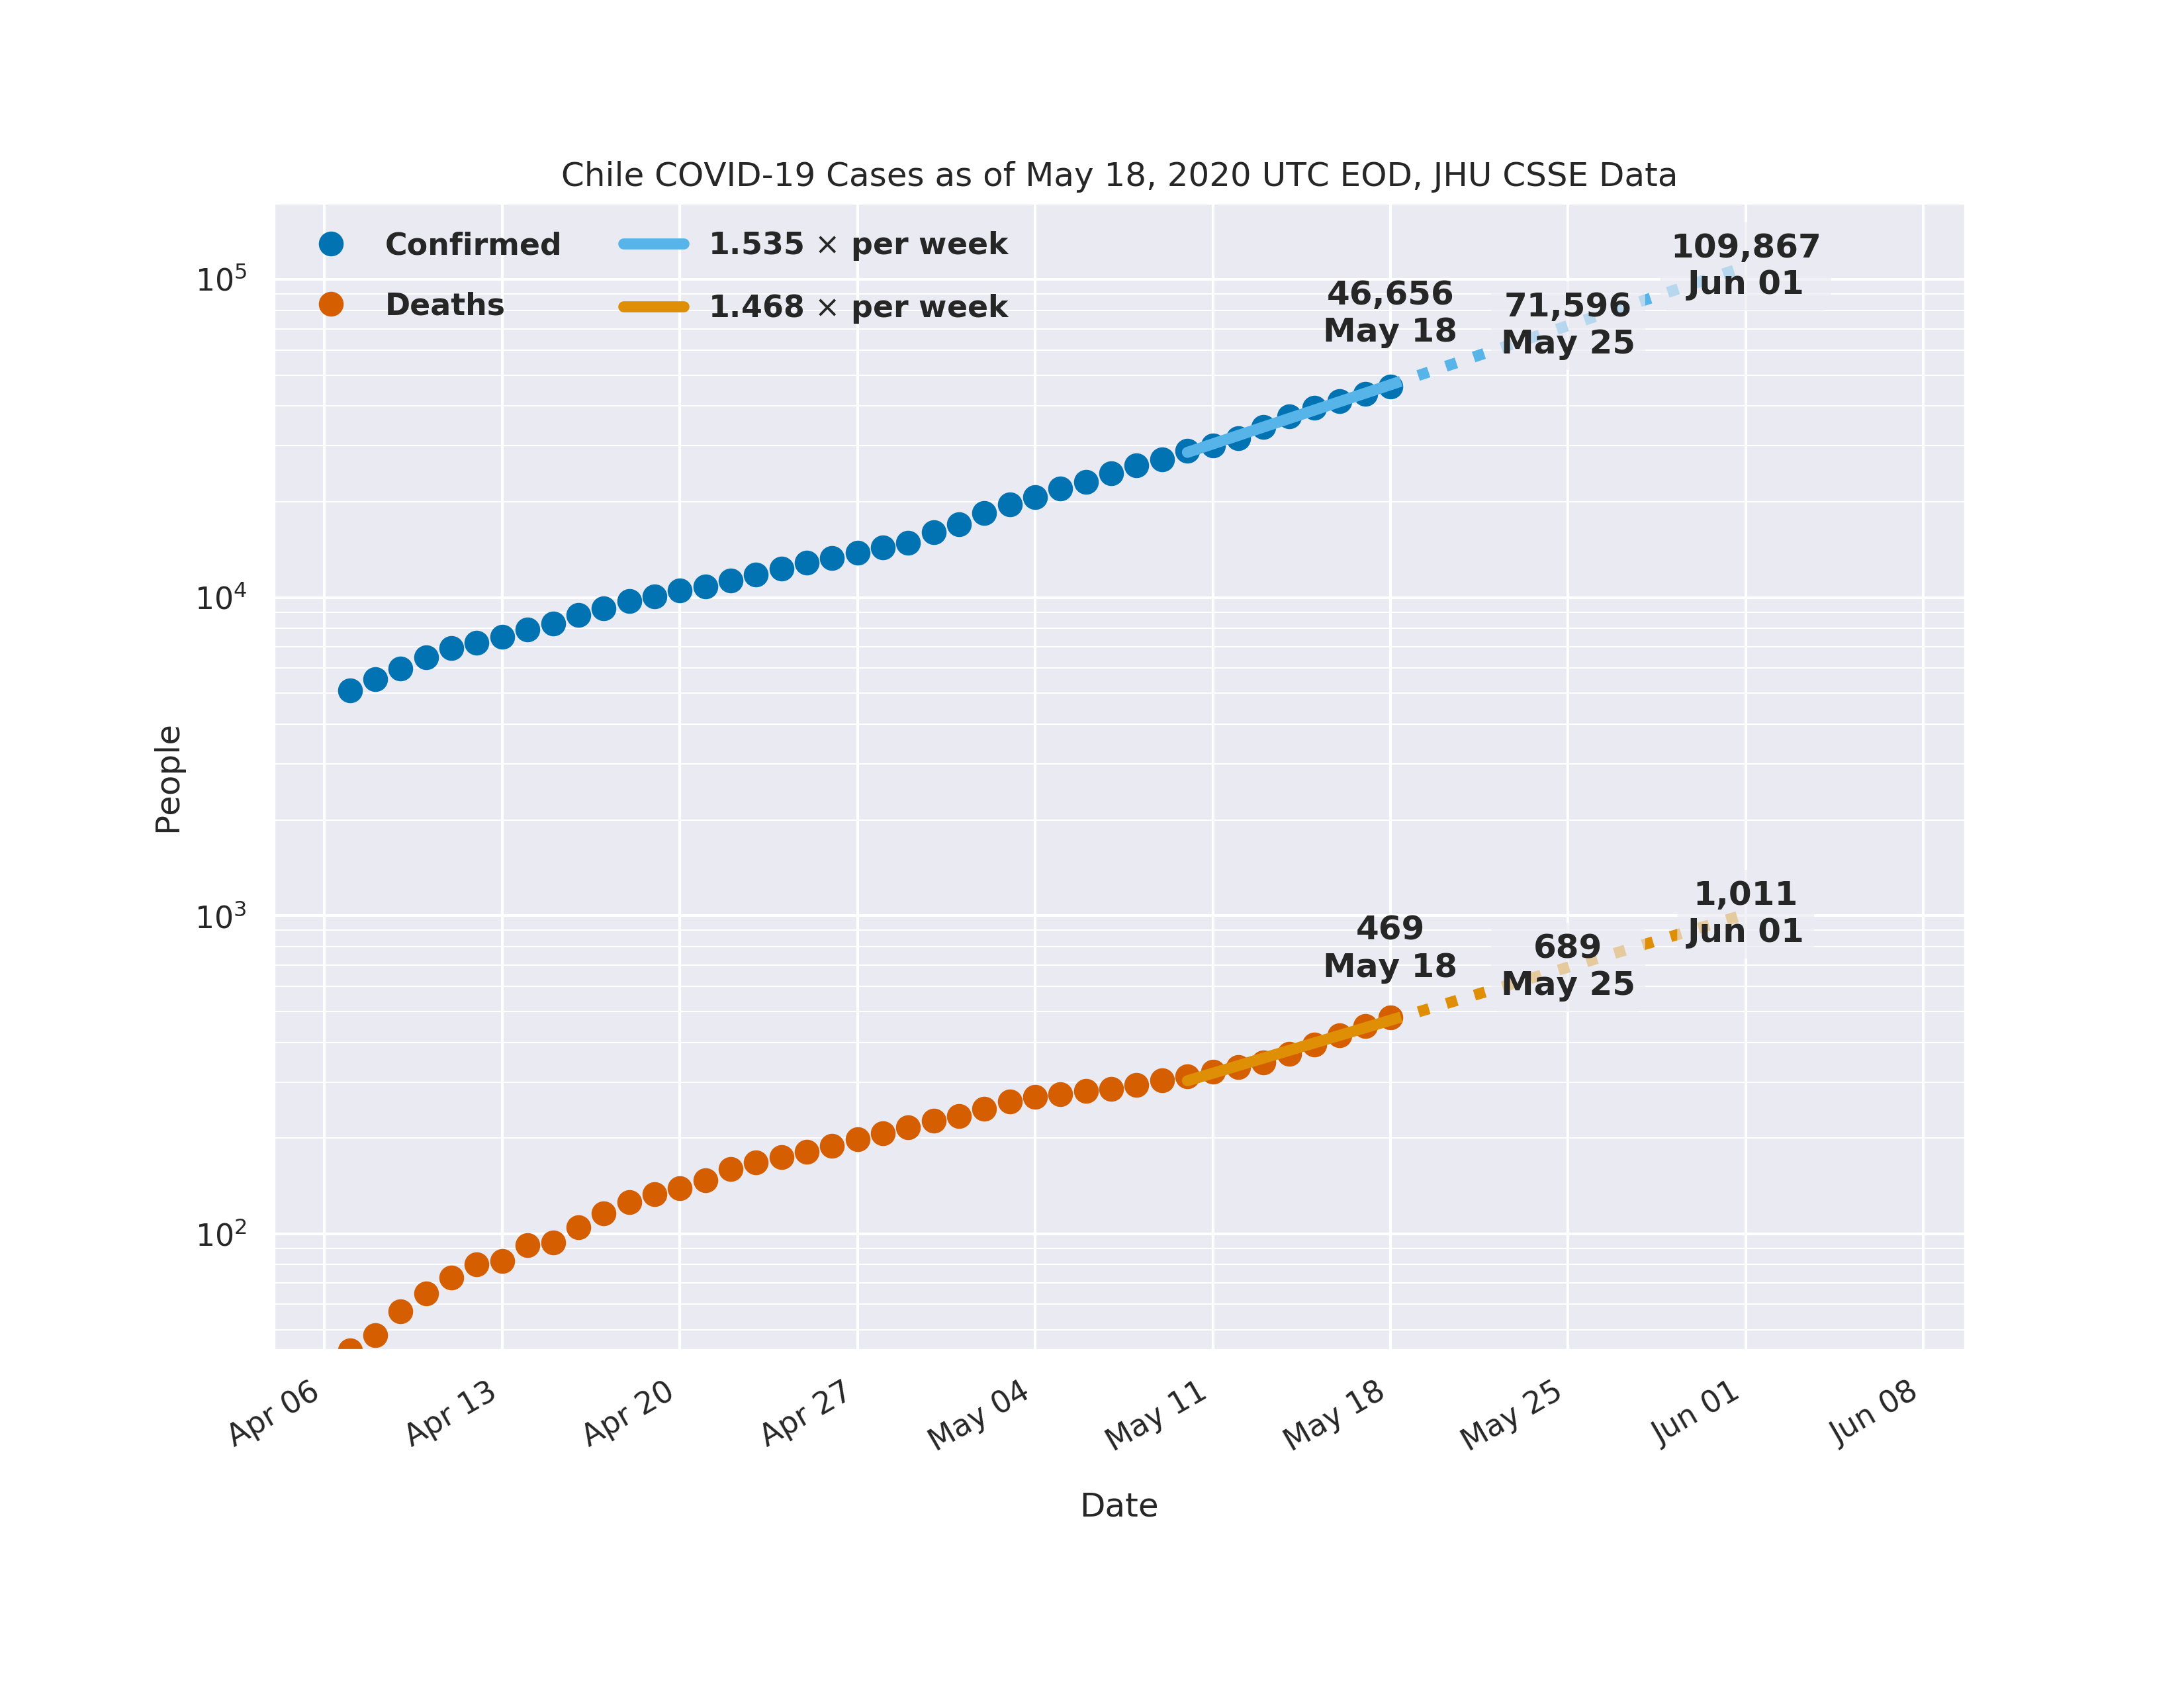 Chile COVID-19 Cases as of May 18, 2020 UTC EOD, JHU CSSE Data
Confirmed
Deaths
1.535 × per week
1.468 × per week
109,867
Jun 01
46,656
May 18
71,596
May 25
1,011
Jun 01
469
May 18
689
May 25
10⁵
10⁴
10³
10²
People
Apr 06
Apr 13
Apr 20
Apr 27
May 04
May 11
May 18
May 25
Jun 01
Jun 08
Date